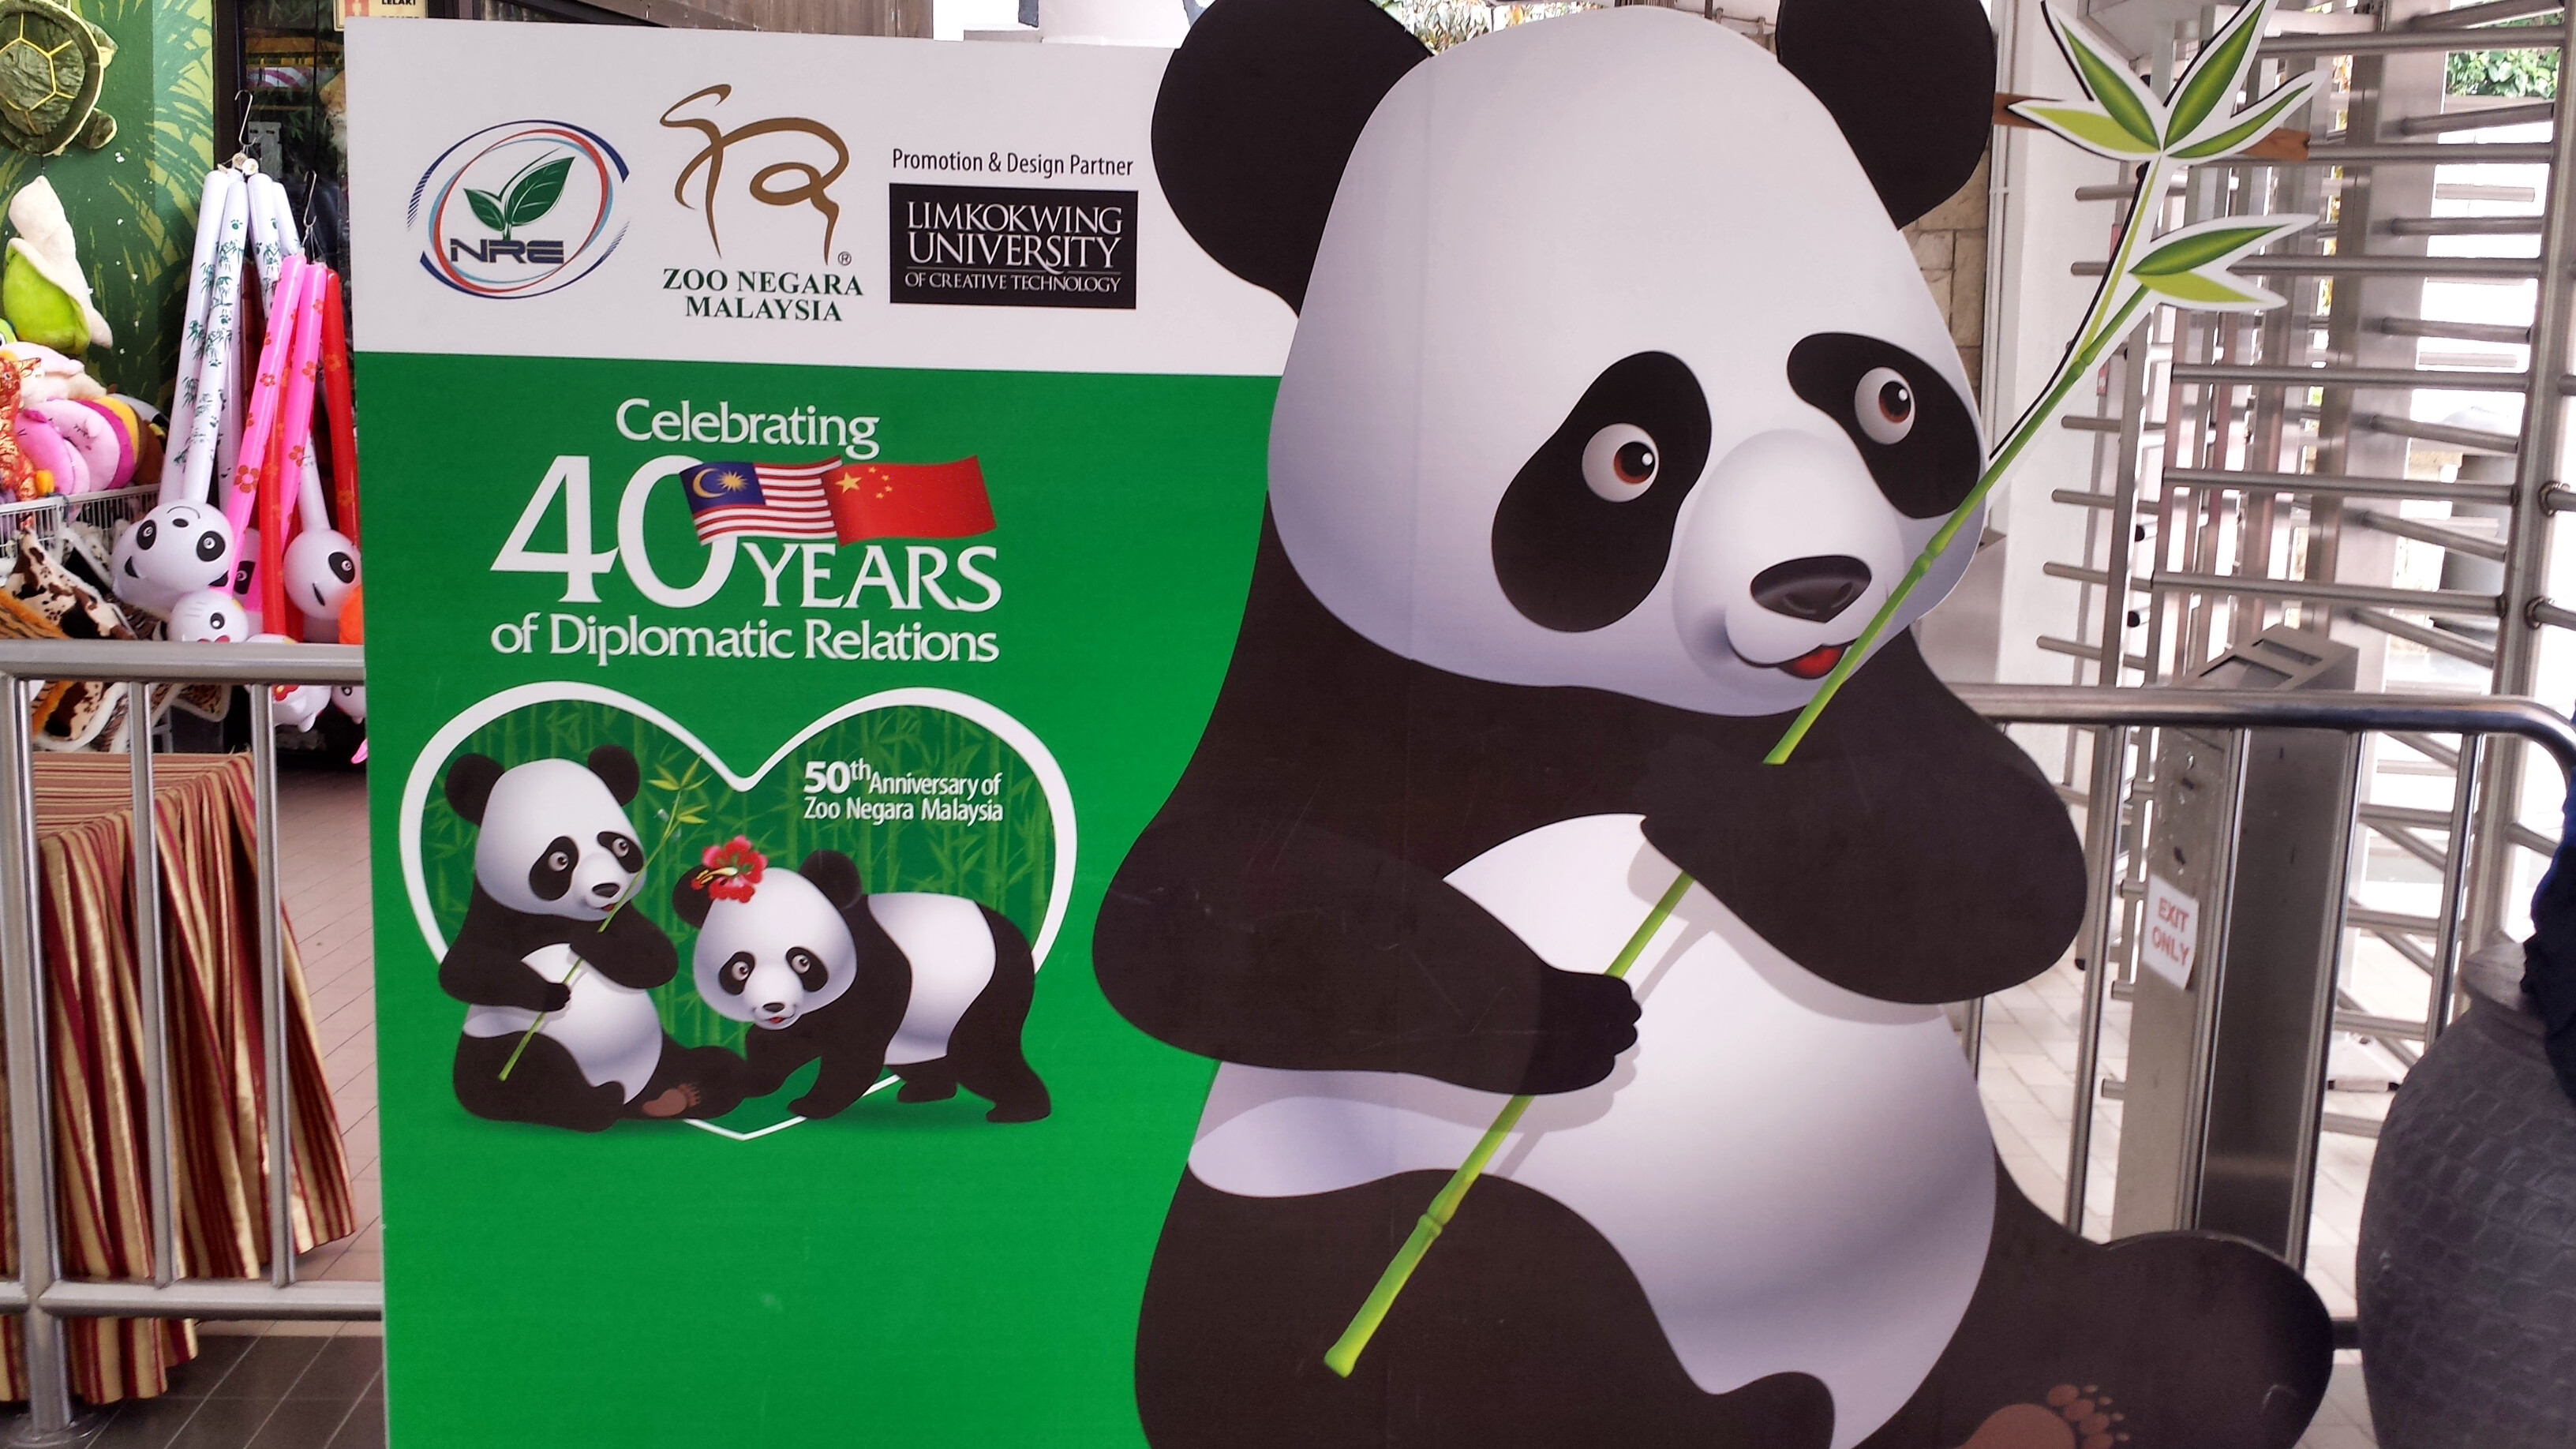 LELAKI
NRE
ZOO NEGARA
MALAYSIA
®
Promotion & Design Partner
LIMKOKWING
UNIVERSITY
OF CREATIVE TECHNOLOGY
Celebrating
40 YEARS
of Diplomatic Relations
50th Anniversary of
Zoo Negara Malaysia
EXIT
ONLY